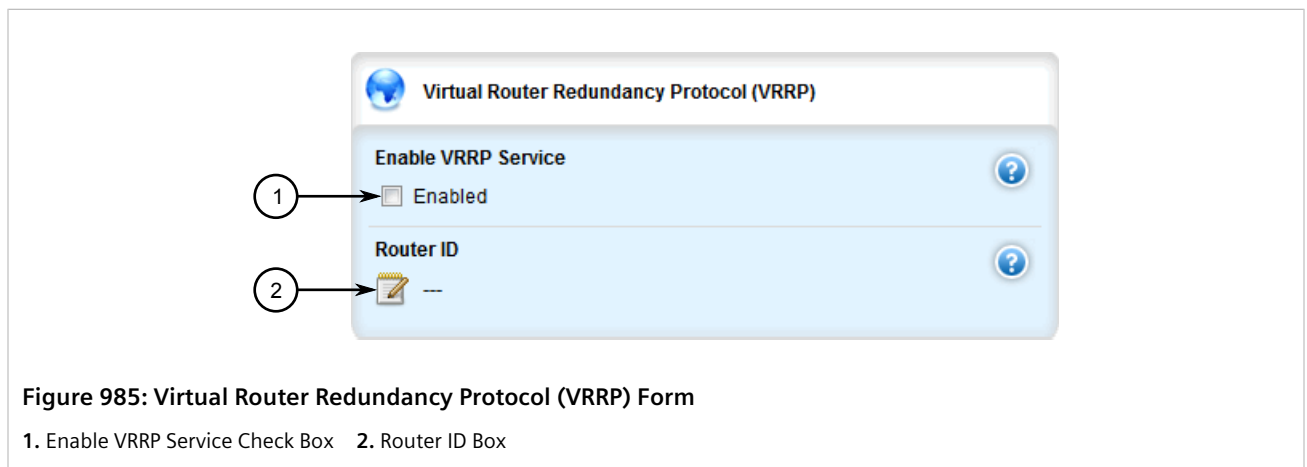 Virtual Router Redundancy Protocol (VRRP)
Enable VRRP Service
1
Enabled
Router ID
2
---
Figure 985: Virtual Router Redundancy Protocol (VRRP) Form
1. Enable VRRP Service Check Box 2. Router ID Box